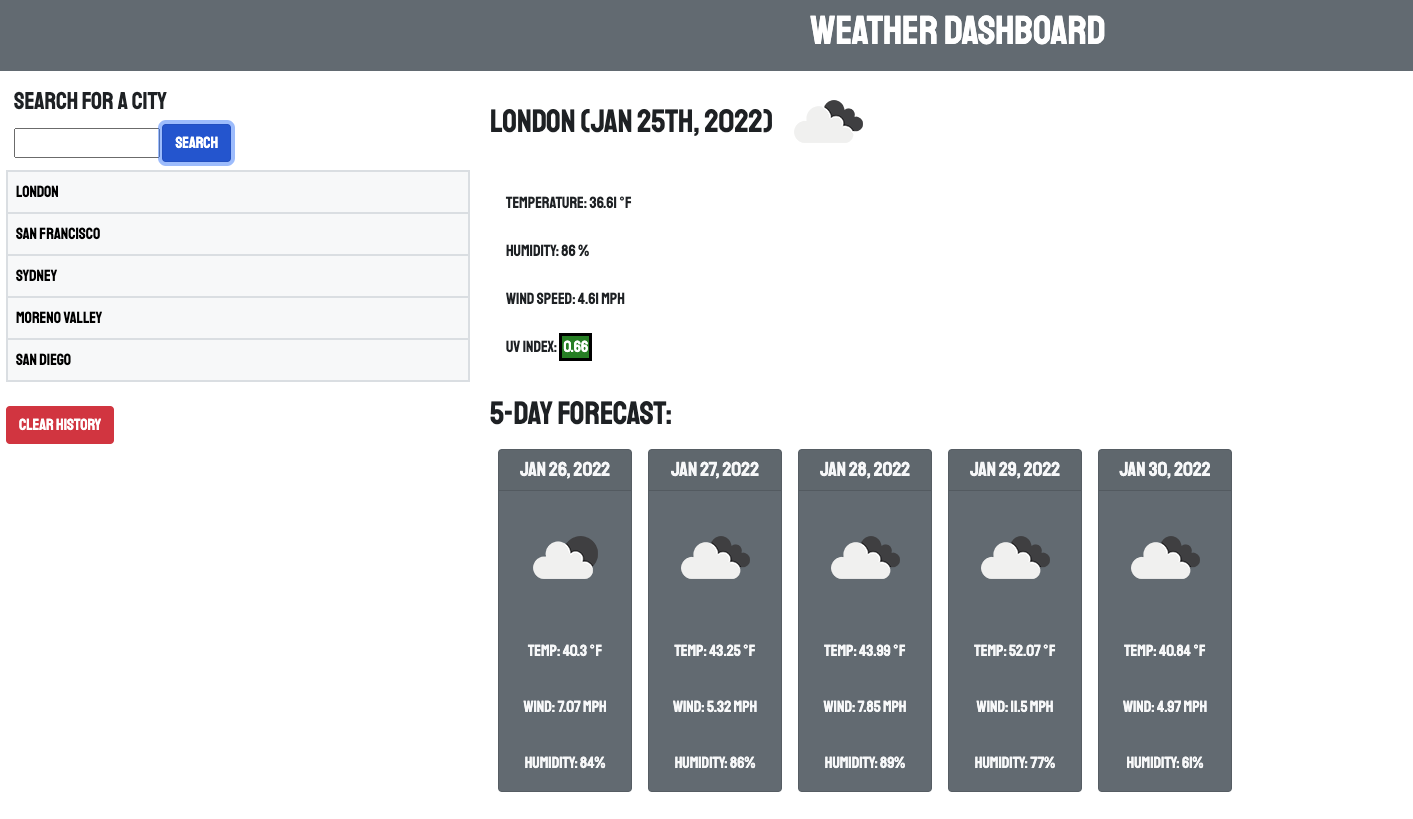 WEATHER DASHBOARD
SEARCH FOR A CITY
SEARCH
LONDON
SAN FRANCISCO
SYDNEY
MORENO VALLEY
SAN DIEGO
CLEAR HISTORY
LONDON (JAN 25TH, 2022)
TEMPERATURE: 36.61 °F
HUMIDITY: 86 %
WIND SPEED: 4.61 MPH
UV INDEX: 0.66
5-DAY FORECAST:
JAN 26, 2022
TEMP: 40.3 °F
WIND: 7.07 MPH
HUMIDITY: 84%
JAN 27, 2022
TEMP: 43.25 °F
WIND: 5.32 MPH
HUMIDITY: 86%
JAN 28, 2022
TEMP: 43.99 °F
WIND: 7.85 MPH
HUMIDITY: 89%
JAN 29, 2022
TEMP: 52.07 °F
WIND: 11.5 MPH
HUMIDITY: 77%
JAN 30, 2022
TEMP: 40.84 °F
WIND: 4.97 MPH
HUMIDITY: 61%